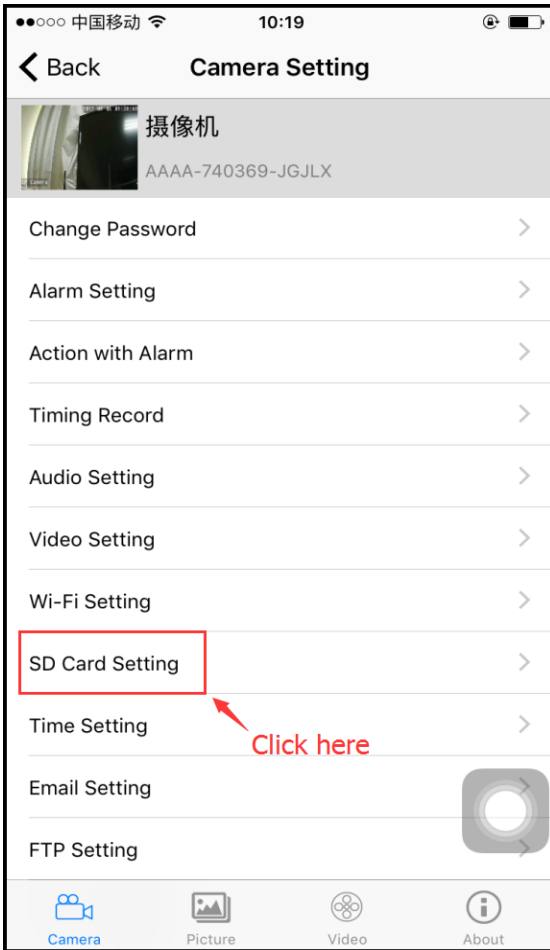 中国移动 10:19
Back Camera Setting
摄像机
AAAA-740369-JGJLX
Camera
Change Password
Alarm Setting
Action with Alarm
Timing Record
Audio Setting
Video Setting
Wi-Fi Setting
SD Card Setting
Time Setting
Click here
Email Setting
FTP Setting
Camera Picture Video About